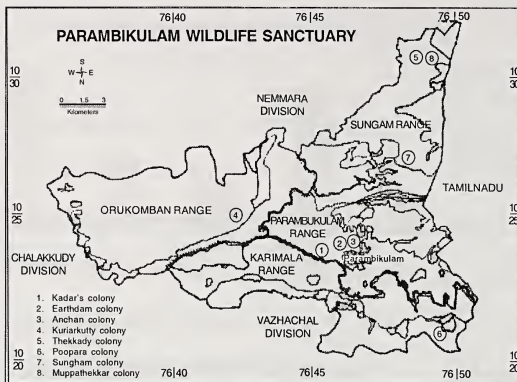 76|40 76|45 76|50
PARAMBIKULAM WILDLIFE SANCTUARY
S
W E
N
0 1.5 3
Kilometers
10
30
10
30
5 8
NEMMARA
DIVISION
SUNGAM RANGE
7
TAMILNADU
ORUKOMBAN RANGE
4
10
25
10
25
PARAMBUKULAM
RANGE
1 2 3
Parambikulam
CHALAKKUDY
DIVISION
KARIMALA
RANGE
VAZHACHAL
DIVISION
6
1. Kadar's colony
2. Earthdam colony
3. Anchan colony
4. Kuriarkutty colony
5. Thekkady colony
6. Poopara colony
7. Sungham colony
8. Muppathekkar colony
10
20
10
20
76|40 76|45 76|50